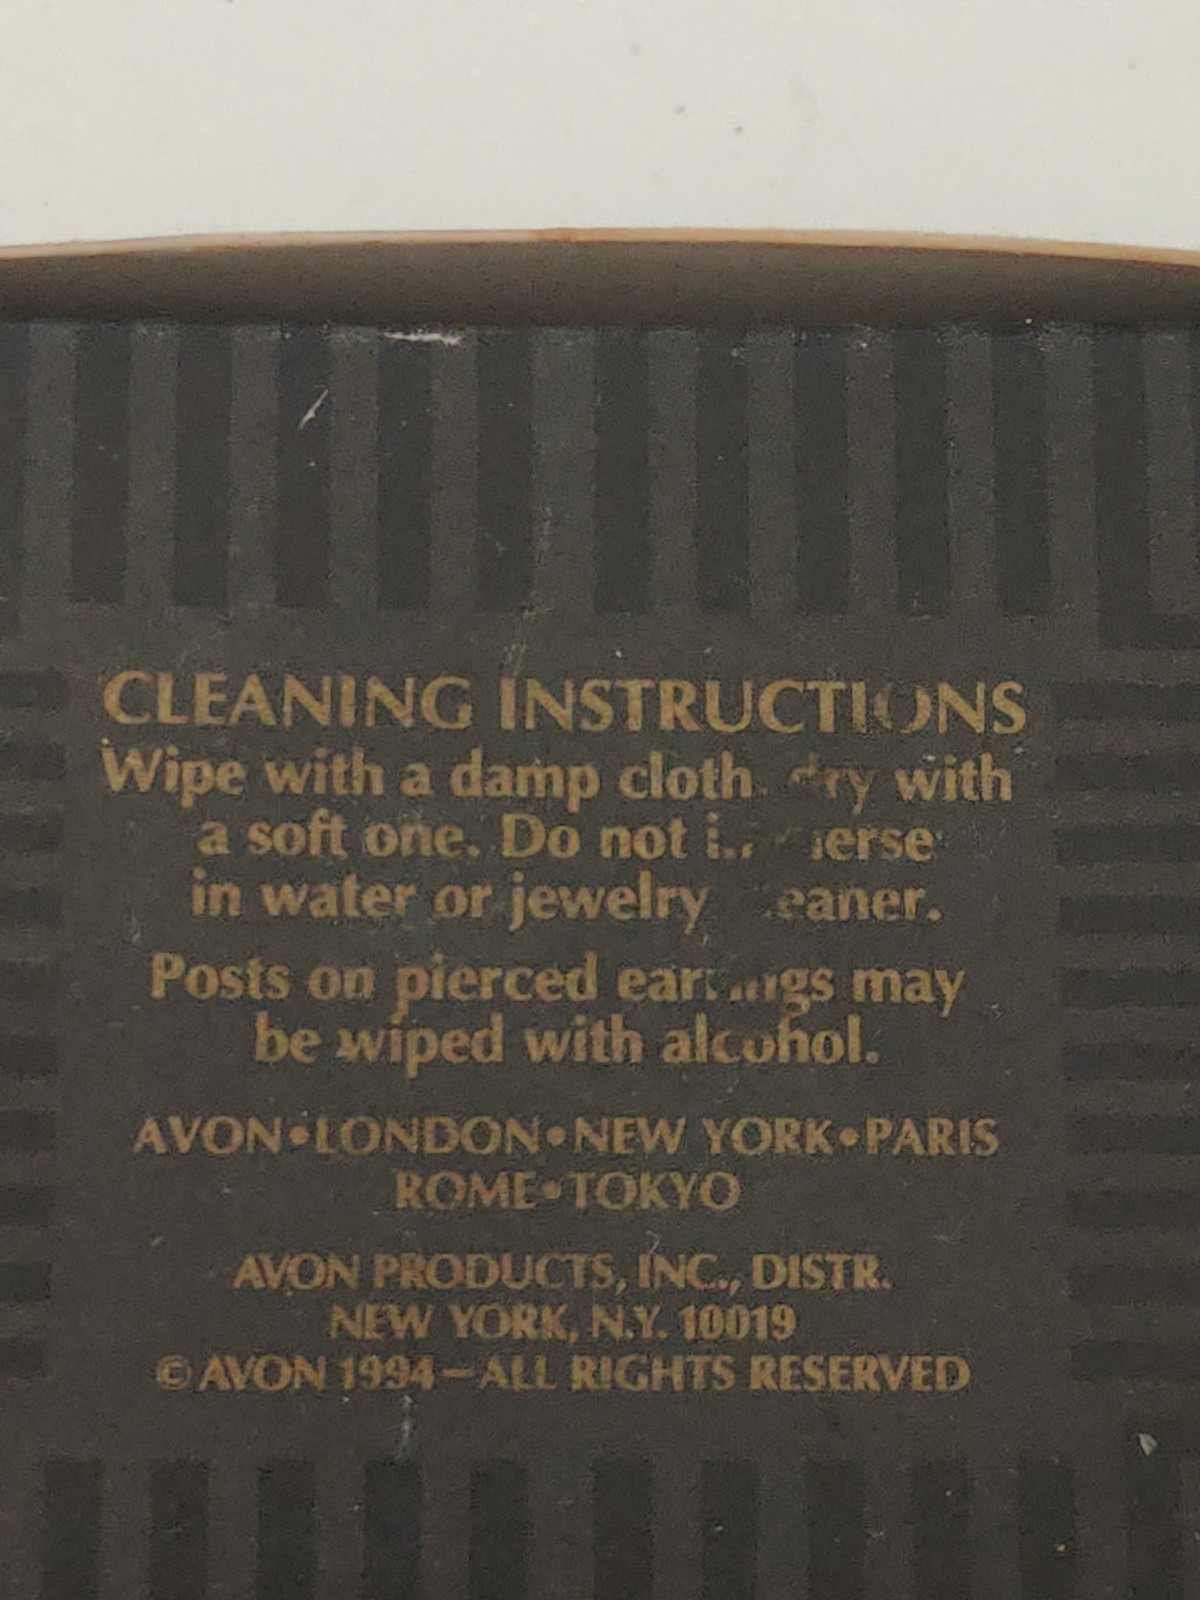 CLEANING INSTRUCTIONS
Wipe with a damp cloth, dry with
a soft one. Do not immerse
in water or jewelry cleaner.
Posts on pierced earrings may
be wiped with alcohol.
AVON•LONDON•NEW YORK•PARIS
ROME•TOKYO
AVON PRODUCTS, INC., DISTR.
NEW YORK, N.Y. 10019
© AVON 1994—ALL RIGHTS RESERVED